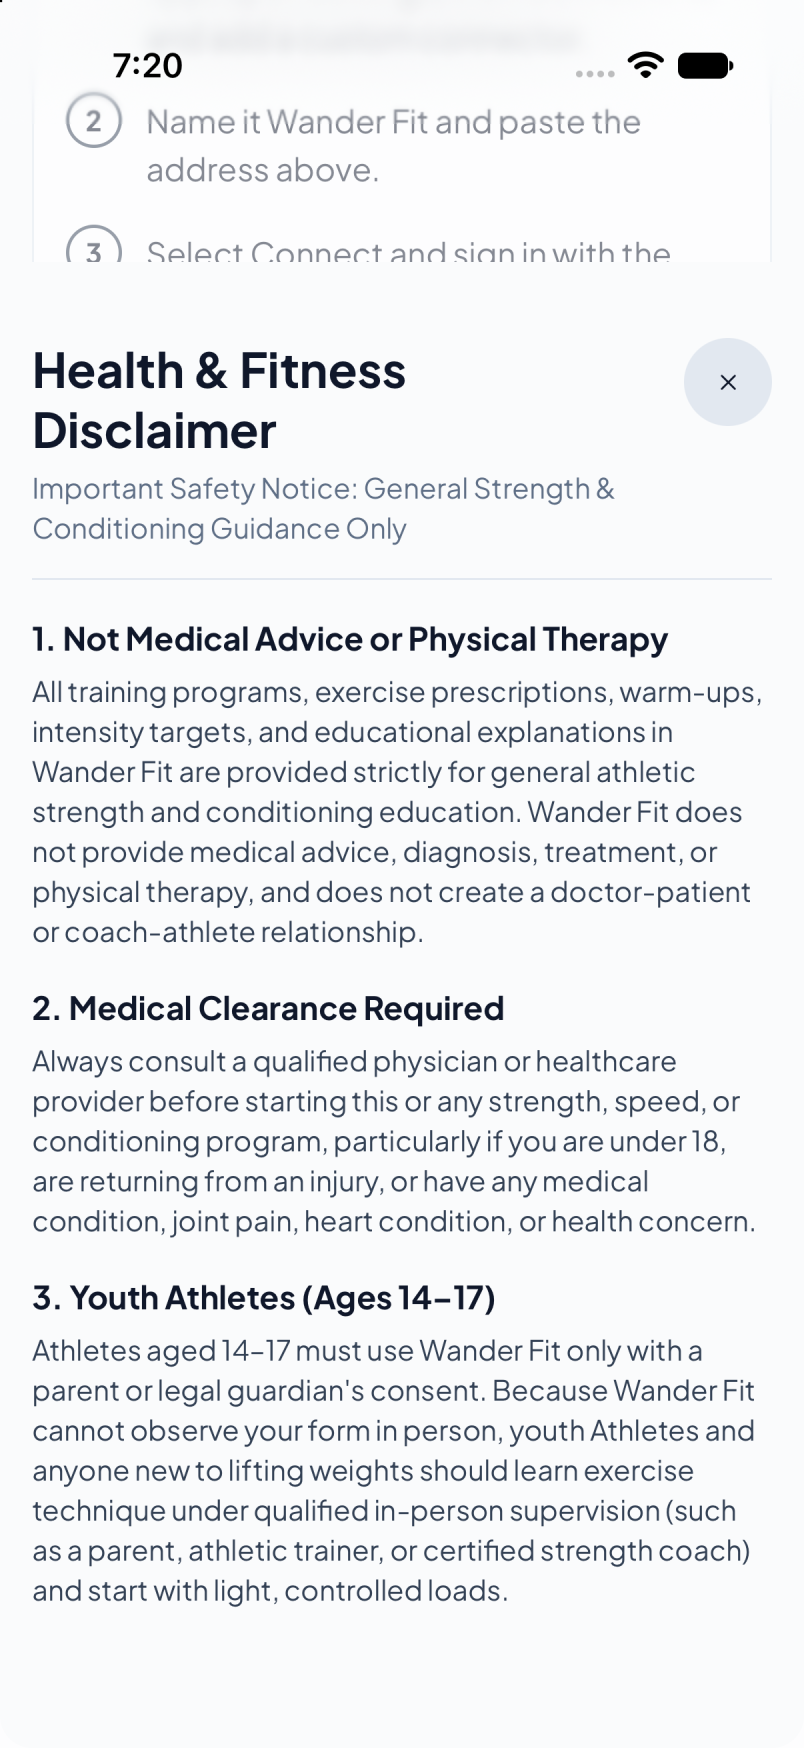 7:20
2 Name it Wander Fit and paste the
address above.
3 Select Connect and sign in with the
Health & Fitness
Disclaimer
Important Safety Notice: General Strength &
Conditioning Guidance Only
1. Not Medical Advice or Physical Therapy
All training programs, exercise prescriptions, warm-ups,
intensity targets, and educational explanations in
Wander Fit are provided strictly for general athletic
strength and conditioning education. Wander Fit does
not provide medical advice, diagnosis, treatment, or
physical therapy, and does not create a doctor-patient
or coach-athlete relationship.
2. Medical Clearance Required
Always consult a qualified physician or healthcare
provider before starting this or any strength, speed, or
conditioning program, particularly if you are under 18,
are returning from an injury, or have any medical
condition, joint pain, heart condition, or health concern.
3. Youth Athletes (Ages 14–17)
Athletes aged 14–17 must use Wander Fit only with a
parent or legal guardian's consent. Because Wander Fit
cannot observe your form in person, youth Athletes and
anyone new to lifting weights should learn exercise
technique under qualified in-person supervision (such
as a parent, athletic trainer, or certified strength coach)
and start with light, controlled loads.